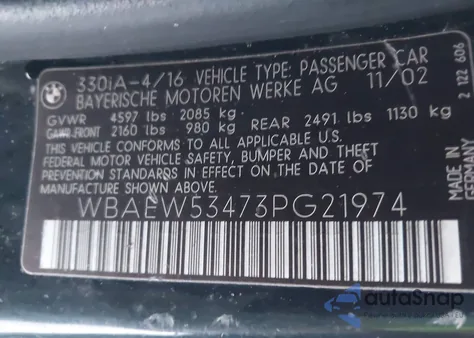 330iA-4/16 VEHICLE TYPE: PASSENGER CAR
BAYERISCHE MOTOREN WERKE AG 11/02
GVWR 4597 lbs 2085 kg
GAWR FRONT 2160 lbs 980 kg REAR 2491 lbs 1130 kg
THIS VEHICLE CONFORMS TO ALL APPLICABLE
FEDERAL MOTOR VEHICLE SAFETY, BUMPER, AND THEFT
PREVENTION STANDARDS IN EFFECT ON THE DATE OF
MANUFACTURE SHOWN ABOVE.
WBAEW53473PG21974
2 122 606
MADE IN GERMANY
autoSnap